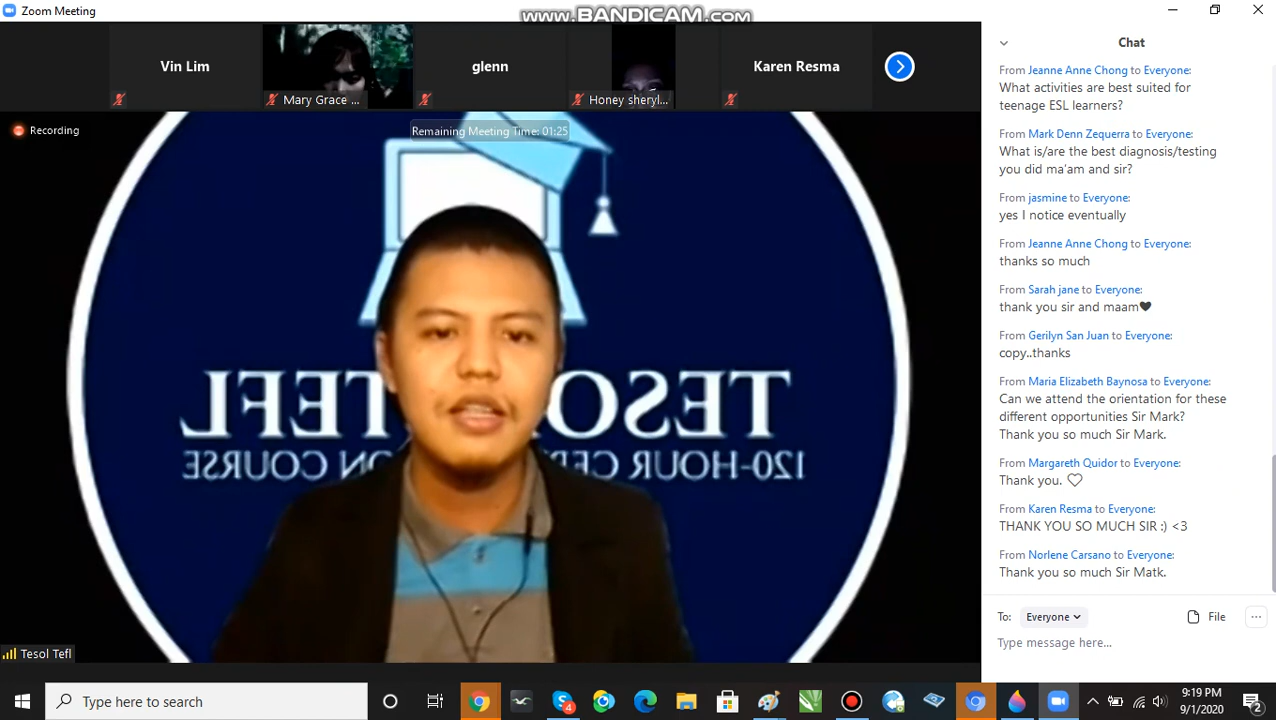 Zoom Meeting
www.BANDICAM.com
Vin Lim
Mary Grace ...
glenn
Honey sheryl...
Karen Resma
Recording
Remaining Meeting Time: 01:25
TESOL TEFL
120-HOUR CERTIFICATION COURSE
Tesol Tefl
Chat
From Jeanne Anne Chong to Everyone:
What activities are best suited for
teenage ESL learners?
From Mark Denn Zequerra to Everyone:
What is/are the best diagnosis/testing
you did ma'am and sir?
From jasmine to Everyone:
yes I notice eventually
From Jeanne Anne Chong to Everyone:
thanks so much
From Sarah jane to Everyone:
thank you sir and maam🖤
From Gerilyn San Juan to Everyone:
copy..thanks
From Maria Elizabeth Baynosa to Everyone:
Can we attend the orientation for these
different opportunities Sir Mark?
Thank you so much Sir Mark.
From Margareth Quidor to Everyone:
Thank you. ♡
From Karen Resma to Everyone:
THANK YOU SO MUCH SIR :) <3
From Norlene Carsano to Everyone:
Thank you so much Sir Matk.
To: Everyone
File
...
Type message here...
Type here to search
4
9:19 PM
9/1/2020
2